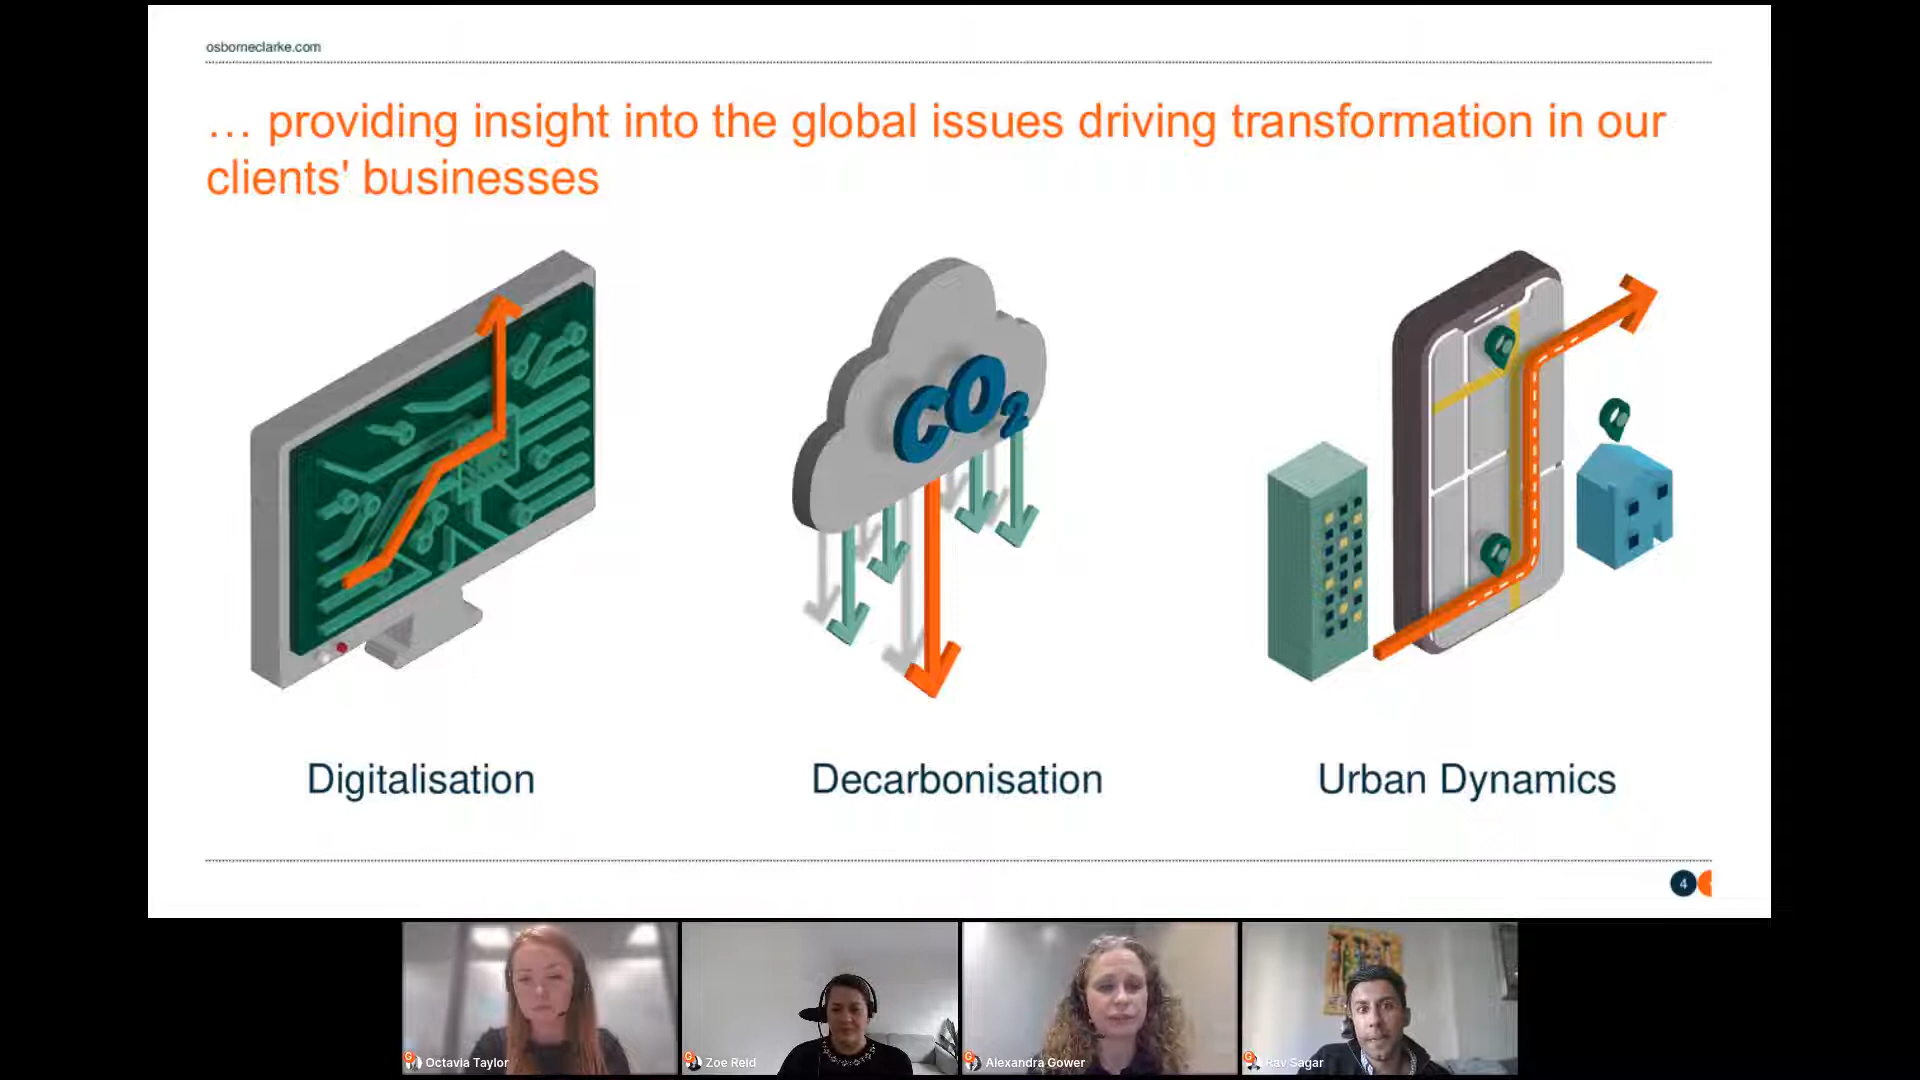 osborneclarke.com
… providing insight into the global issues driving transformation in our
clients' businesses
CO2
Digitalisation
Decarbonisation
Urban Dynamics
4
Octavia Taylor
Zoe Reid
Alexandra Gower
Rav Sagar